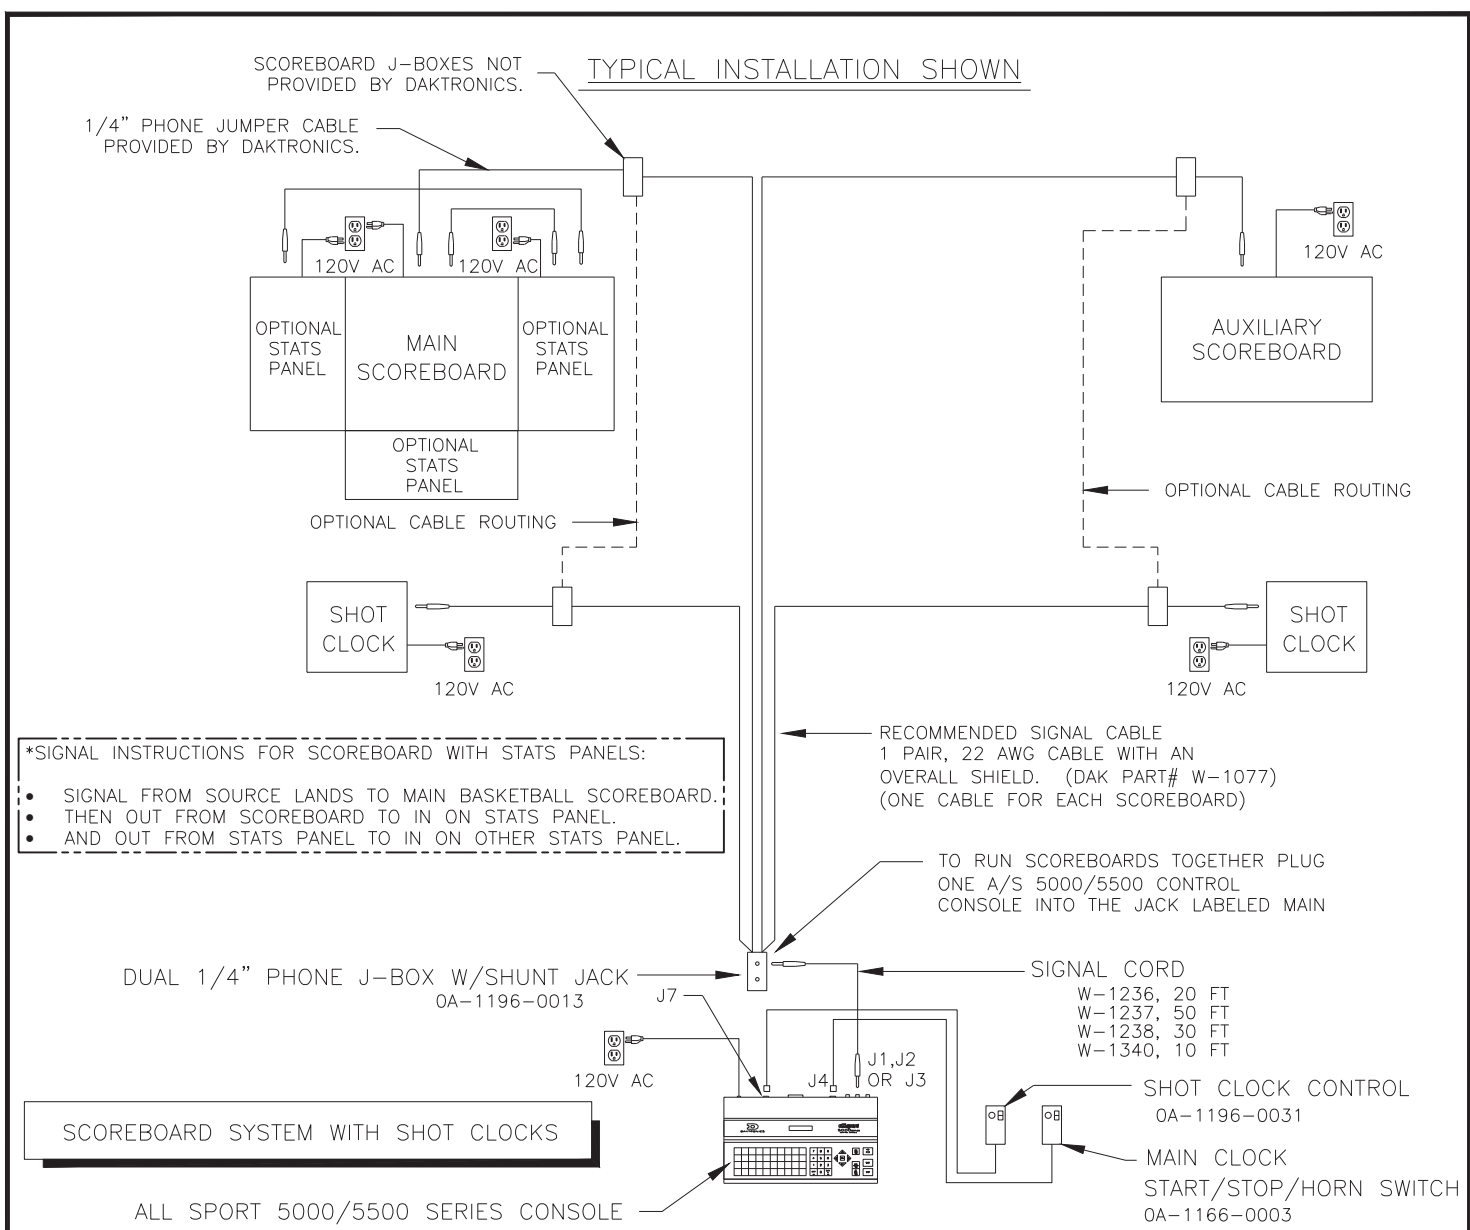 SCOREBOARD J-BOXES NOT
PROVIDED BY DAKTRONICS.
TYPICAL INSTALLATION SHOWN
1/4" PHONE JUMPER CABLE
PROVIDED BY DAKTRONICS.
120V AC
120V AC
120V AC
OPTIONAL
STATS
PANEL
MAIN
SCOREBOARD
OPTIONAL
STATS
PANEL
AUXILIARY
SCOREBOARD
OPTIONAL
STATS
PANEL
OPTIONAL CABLE ROUTING
OPTIONAL CABLE ROUTING
SHOT
CLOCK
120V AC
SHOT
CLOCK
120V AC
*SIGNAL INSTRUCTIONS FOR SCOREBOARD WITH STATS PANELS:
• SIGNAL FROM SOURCE LANDS TO MAIN BASKETBALL SCOREBOARD.
• THEN OUT FROM SCOREBOARD TO IN ON STATS PANEL.
• AND OUT FROM STATS PANEL TO IN ON OTHER STATS PANEL.
RECOMMENDED SIGNAL CABLE
1 PAIR, 22 AWG CABLE WITH AN
OVERALL SHIELD. (DAK PART# W-1077)
(ONE CABLE FOR EACH SCOREBOARD)
TO RUN SCOREBOARDS TOGETHER PLUG
ONE A/S 5000/5500 CONTROL
CONSOLE INTO THE JACK LABELED MAIN
DUAL 1/4" PHONE J-BOX W/SHUNT JACK
0A-1196-0013
J7
SIGNAL CORD
W-1236, 20 FT
W-1237, 50 FT
W-1238, 30 FT
W-1340, 10 FT
120V AC
J4
J1,J2
OR J3
SHOT CLOCK CONTROL
0A-1196-0031
DAKTRONICS
SCOREBOARD SYSTEM WITH SHOT CLOCKS
MAIN CLOCK
START/STOP/HORN SWITCH
0A-1166-0003
ALL SPORT 5000/5500 SERIES CONSOLE